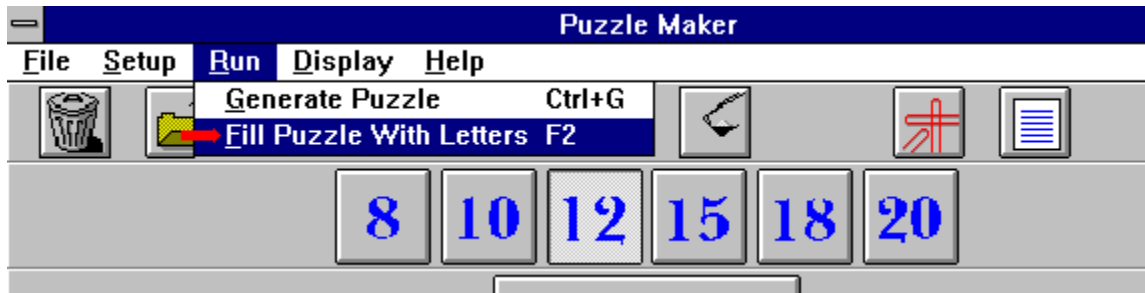 Puzzle Maker
File Setup Run Display Help
Generate Puzzle Ctrl+G
Fill Puzzle With Letters F2
8 10 12 15 18 20